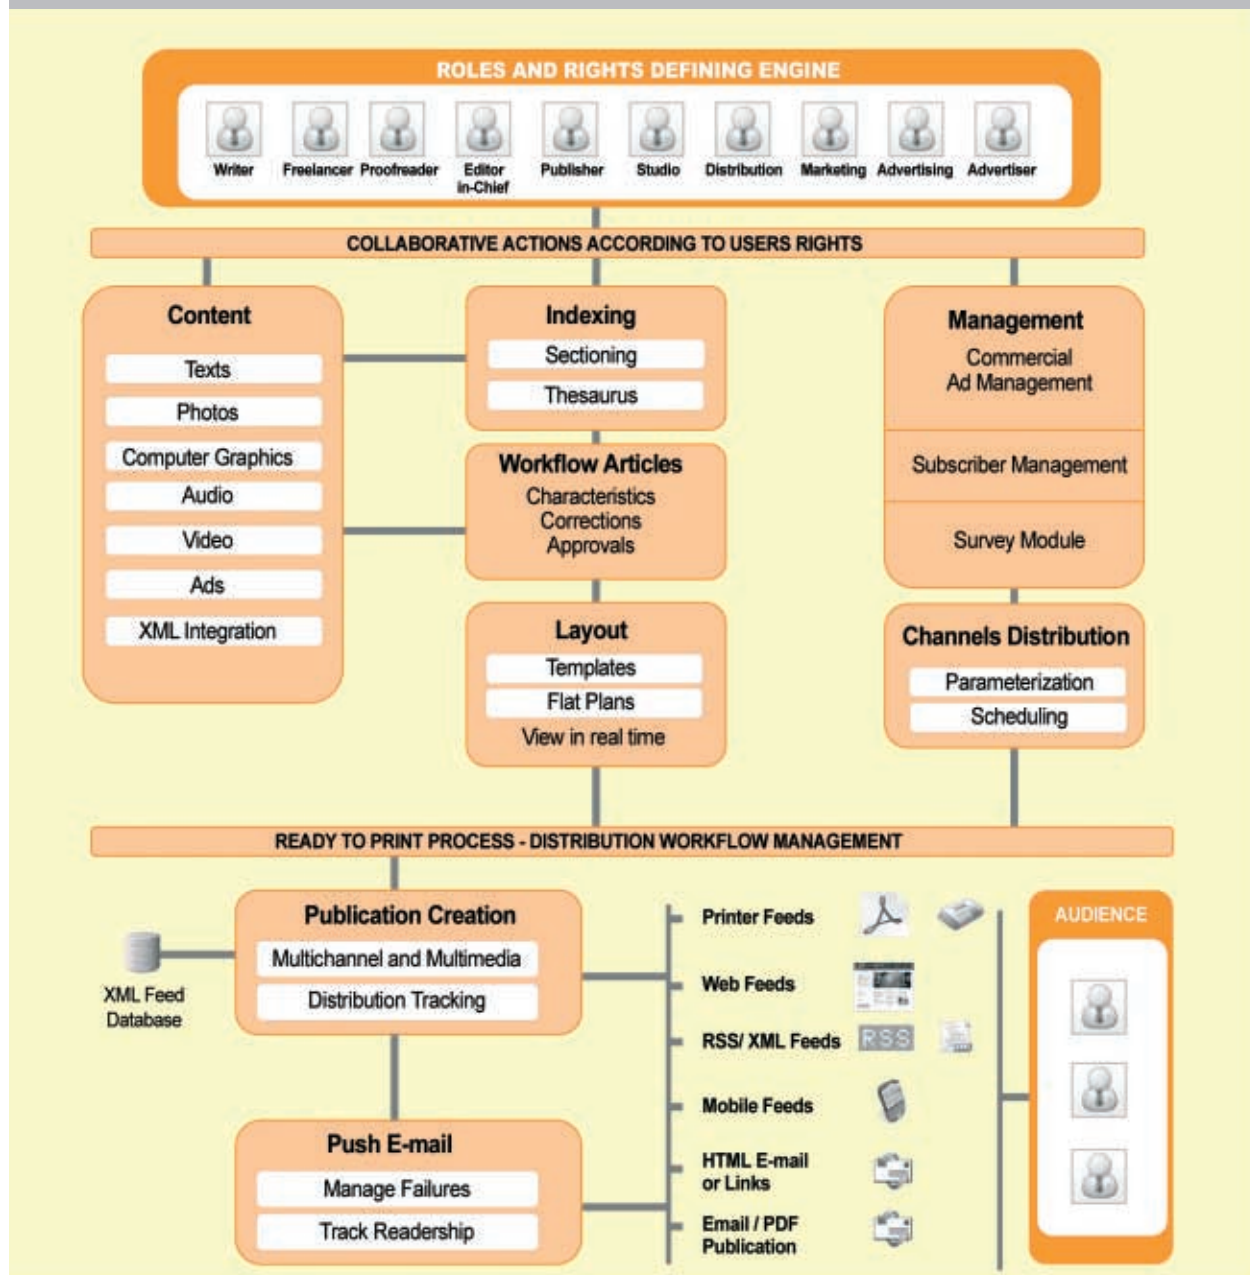 ROLES AND RIGHTS DEFINING ENGINE
Writer
Freelancer
Proofreader
Editor
in-Chief
Publisher
Studio
Distribution
Marketing
Advertising
Advertiser
COLLABORATIVE ACTIONS ACCORDING TO USERS RIGHTS
Content
Texts
Photos
Computer Graphics
Audio
Video
Ads
XML Integration
Indexing
Sectioning
Thesaurus
Workflow Articles
Characteristics
Corrections
Approvals
Layout
Templates
Flat Plans
View in real time
Management
Commercial
Ad Management
Subscriber Management
Survey Module
Channels Distribution
Parameterization
Scheduling
READY TO PRINT PROCESS - DISTRIBUTION WORKFLOW MANAGEMENT
XML Feed
Database
Publication Creation
Multichannel and Multimedia
Distribution Tracking
Push E-mail
Manage Failures
Track Readership
Printer Feeds
Web Feeds
RSS/ XML Feeds
RSS
Mobile Feeds
HTML E-mail
or Links
Email / PDF
Publication
AUDIENCE